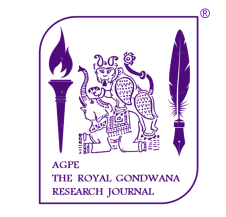 ®
AGPE
THE ROYAL GONDWANA
RESEARCH JOURNAL